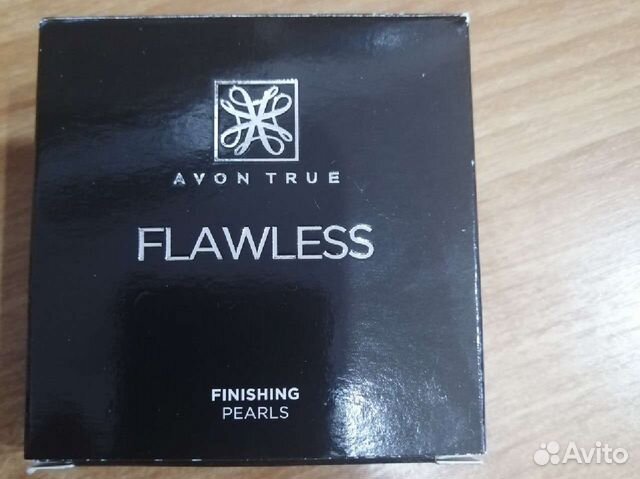 AVON TRUE
FLAWLESS
FINISHING
PEARLS
Avito